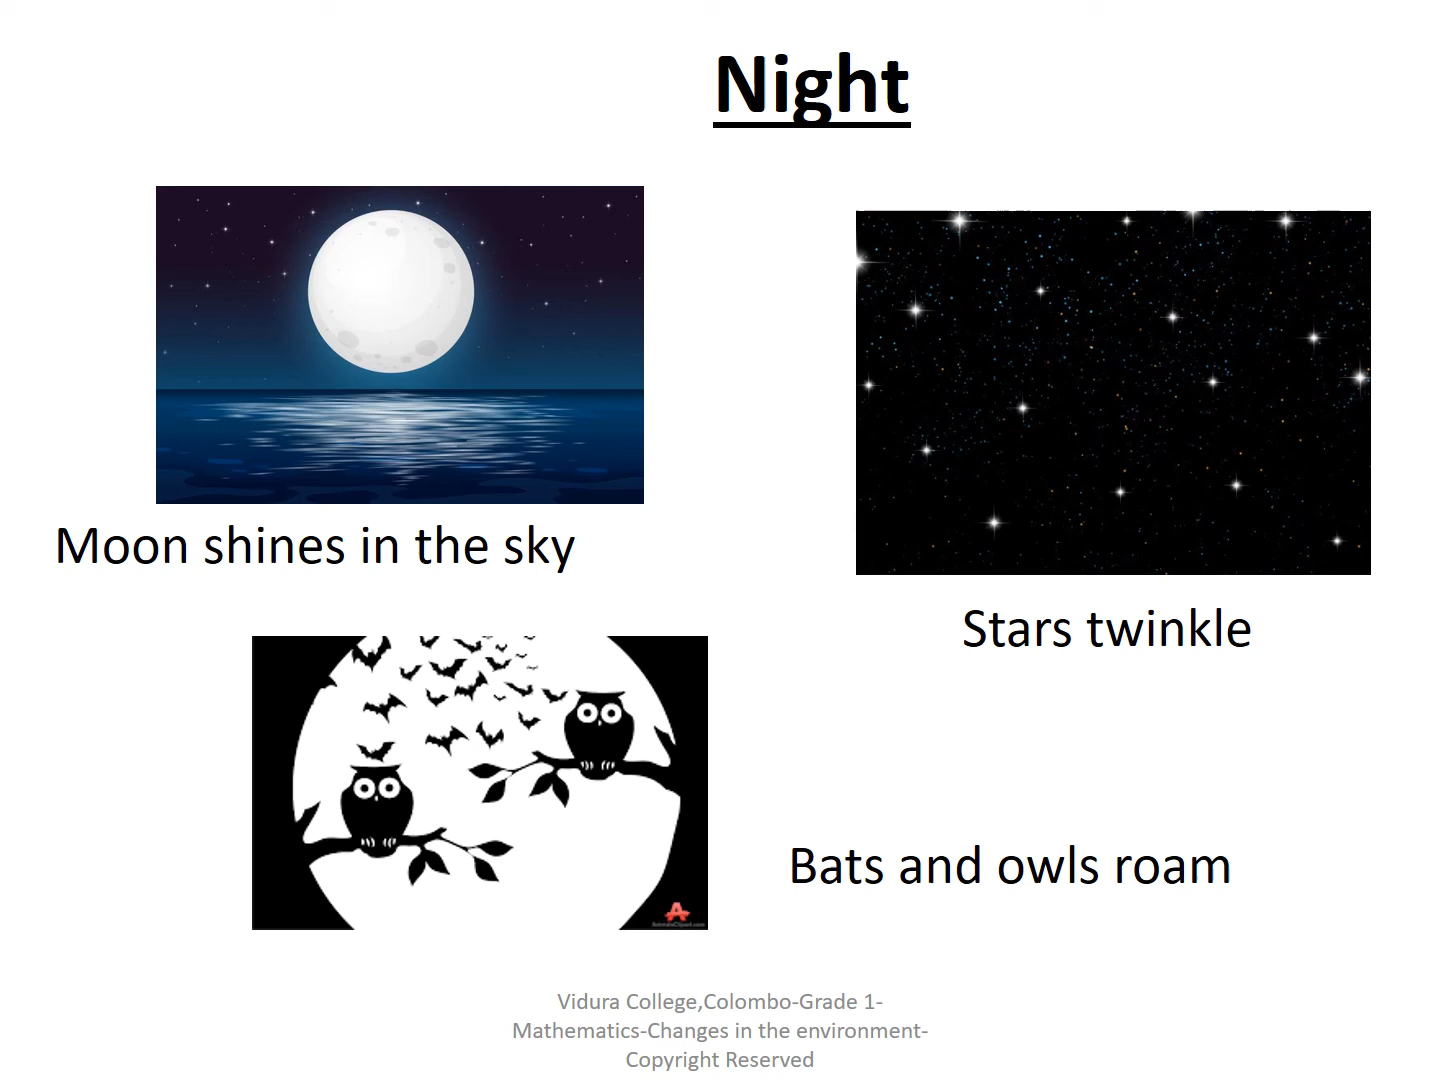 Night
Moon shines in the sky
Stars twinkle
Bats and owls roam
Vidura College,Colombo-Grade 1-
Mathematics-Changes in the environment-
Copyright Reserved